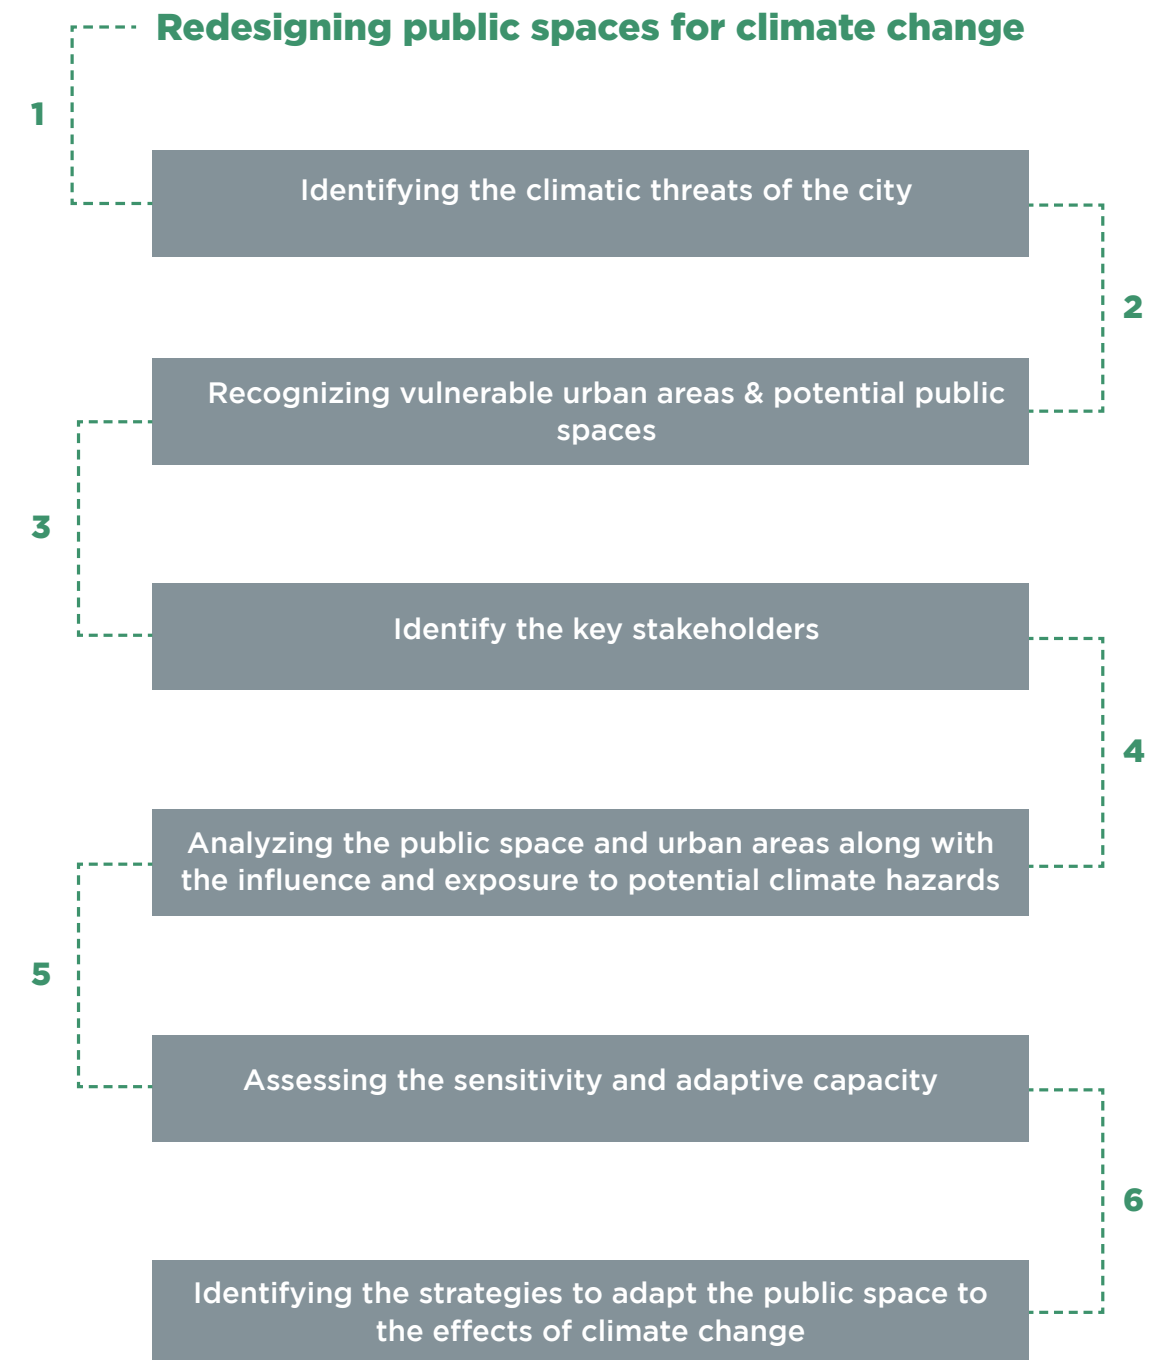 Redesigning public spaces for climate change
1
Identifying the climatic threats of the city
2
Recognizing vulnerable urban areas & potential public
spaces
3
Identify the key stakeholders
4
Analyzing the public space and urban areas along with
the influence and exposure to potential climate hazards
5
Assessing the sensitivity and adaptive capacity
6
Identifying the strategies to adapt the public space to
the effects of climate change